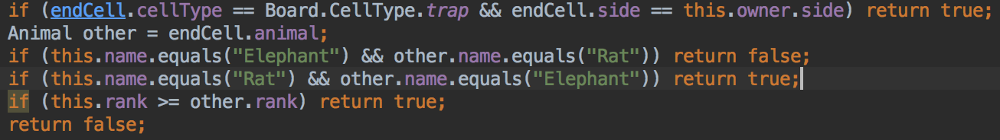 if (endCell.cellType == Board.CellType.trap && endCell.side == this.owner.side) return true;
Animal other = endCell.animal;
if (this.name.equals("Elephant") && other.name.equals("Rat")) return false;
if (this.name.equals("Rat") && other.name.equals("Elephant")) return true;
if (this.rank >= other.rank) return true;
return false;